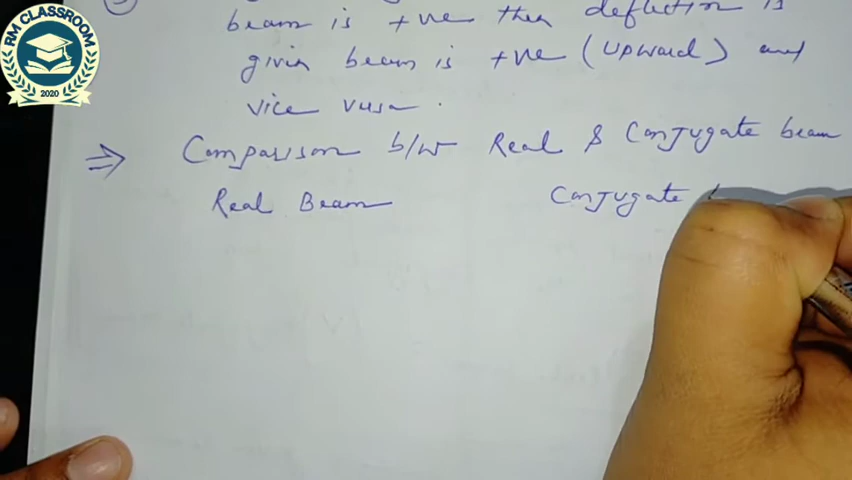 RM CLASSROOM
2020
beam is +ve then deflection is
given beam is +ve (upward) and
vice versa .
⇒ Comparison b/w Real & Conjugate beam
Real Beam Conjugate b